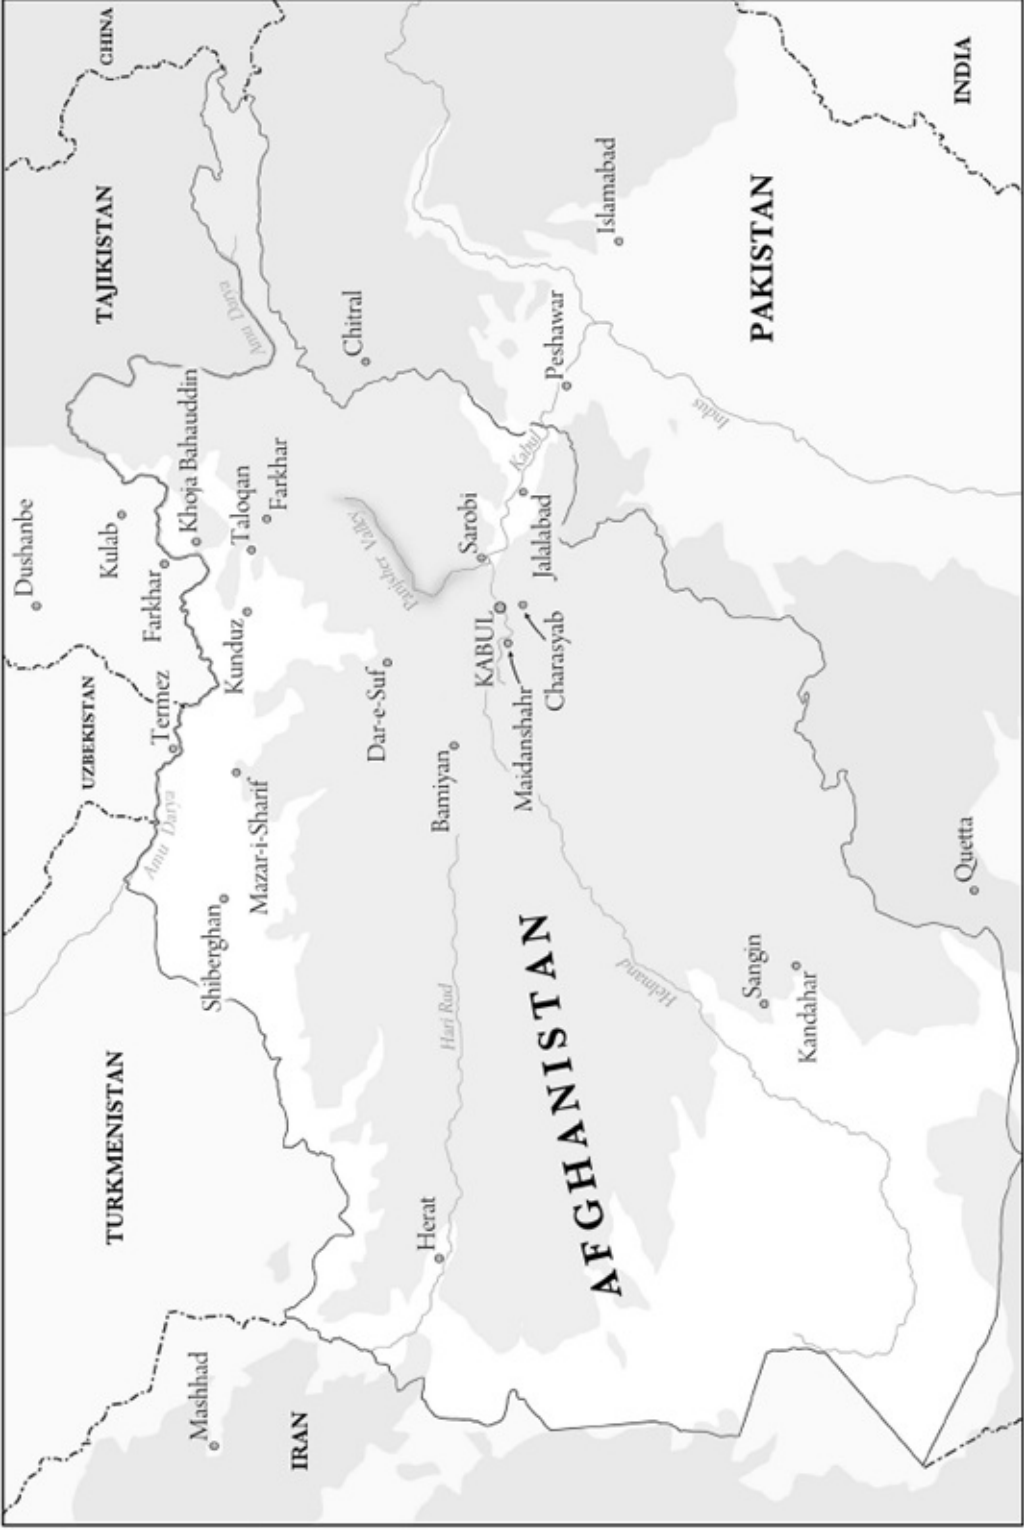 CHINA
TAJIKISTAN
Dushanbe
Kulab
UZBEKISTAN
TURKMENISTAN
Mashhad
IRAN
Farkhar
Khoja Bahauddin
Taloqan
Farkhar
Kunduz
Termez
Amu Darya
Amu Darya
Mazar-i-Sharif
Shiberghan
Chitral
Panjsher Valley
Dar-e-Suf
Bamiyan
Hari Rud
Herat
Sarobi
KABUL
Kabul
Jalalabad
Charasyab
Maidanshahr
Peshawar
Islamabad
PAKISTAN
INDIA
Indus
AFGHANISTAN
Helmand
Sangin
Kandahar
Quetta